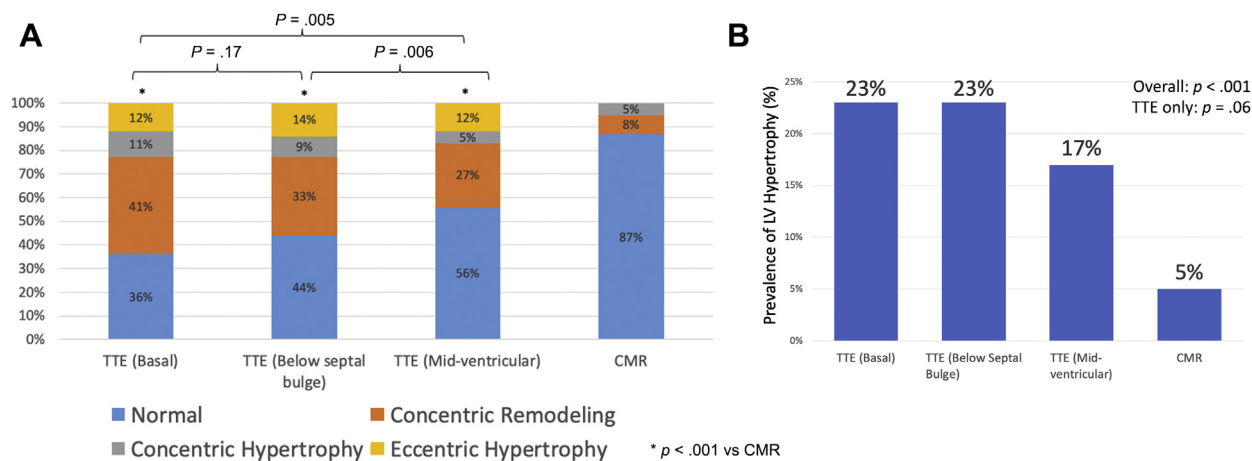 A
P = .005
P = .17
P = .006
* * *
100%
90%
80%
70%
60%
50%
40%
30%
20%
10%
0%
12%
11%
41%
36%
14%
9%
33%
44%
12%
5%
27%
56%
5%
8%
87%
TTE (Basal)
TTE (Below septal
bulge)
TTE (Mid-ventricular)
CMR
Normal
Concentric Remodeling
Concentric Hypertrophy
Eccentric Hypertrophy
* p < .001 vs CMR
B
Prevalence of LV Hypertrophy (%)
25%
20%
15%
10%
5%
0%
23%
23%
17%
5%
Overall: p < .001
TTE only: p = .06
TTE (Basal)
TTE (Below Septal
Bulge)
TTE (Mid-
ventricular)
CMR